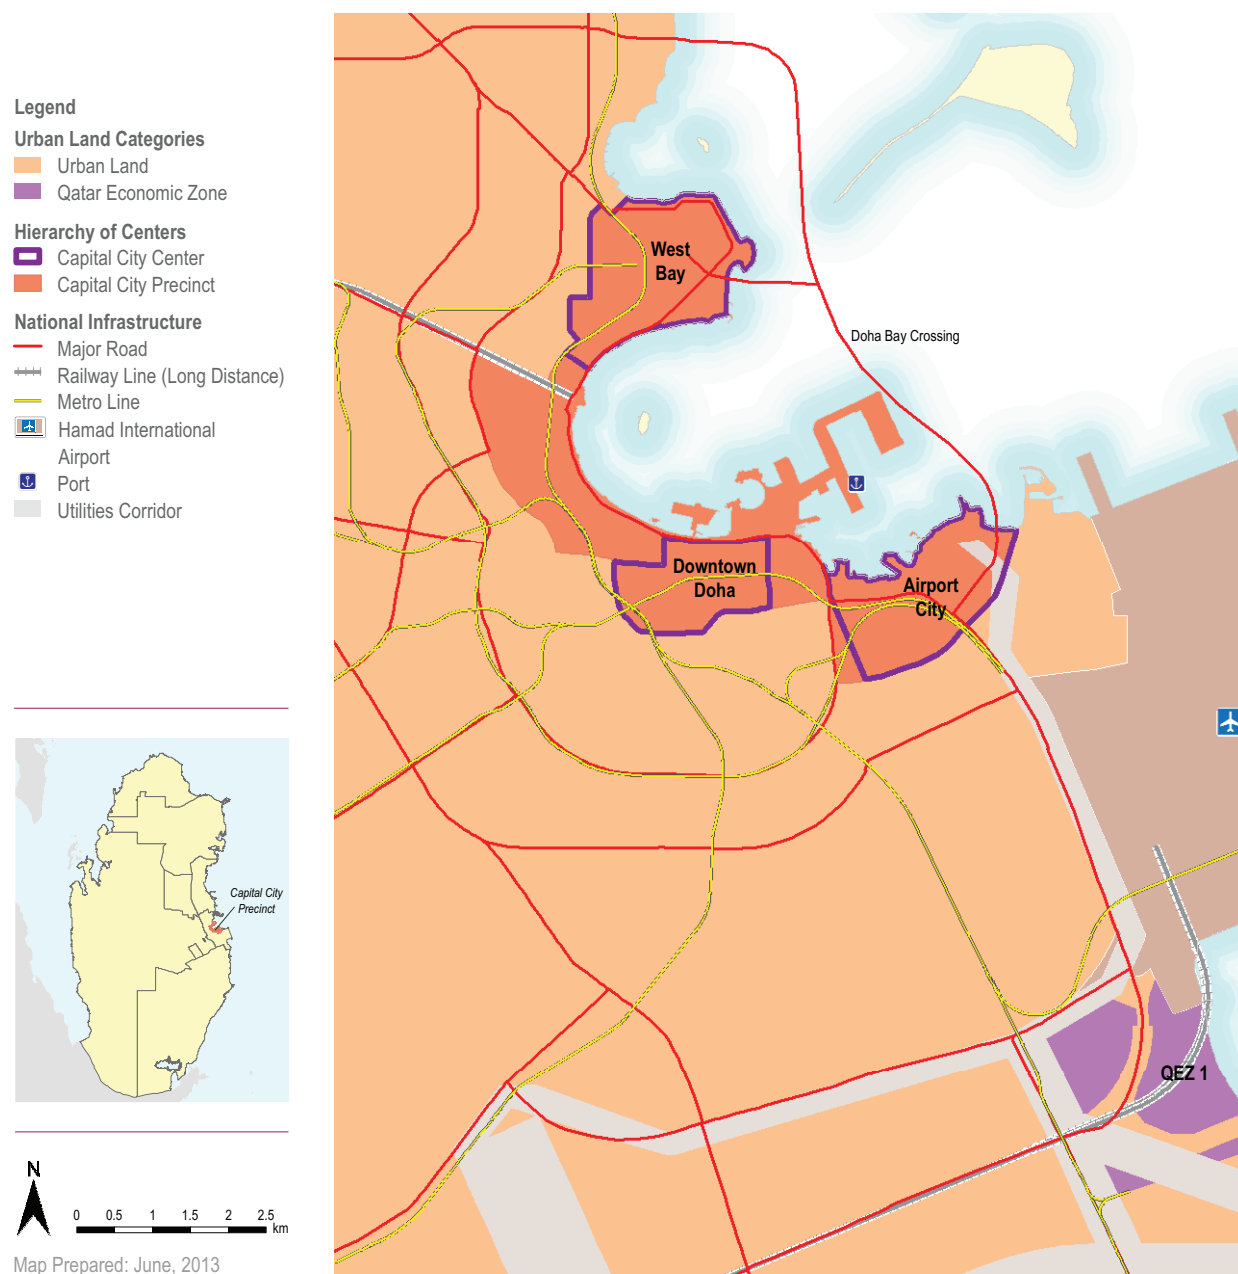 Legend
Urban Land Categories
Urban Land
Qatar Economic Zone
Hierarchy of Centers
Capital City Center
Capital City Precinct
National Infrastructure
Major Road
Railway Line (Long Distance)
Metro Line
Hamad International
Airport
Port
Utilities Corridor
Capital City
Precinct
N
0 0.5 1 1.5 2 2.5
km
Map Prepared: June, 2013
West
Bay
Doha Bay Crossing
Downtown
Doha
Airport
City
QEZ 1